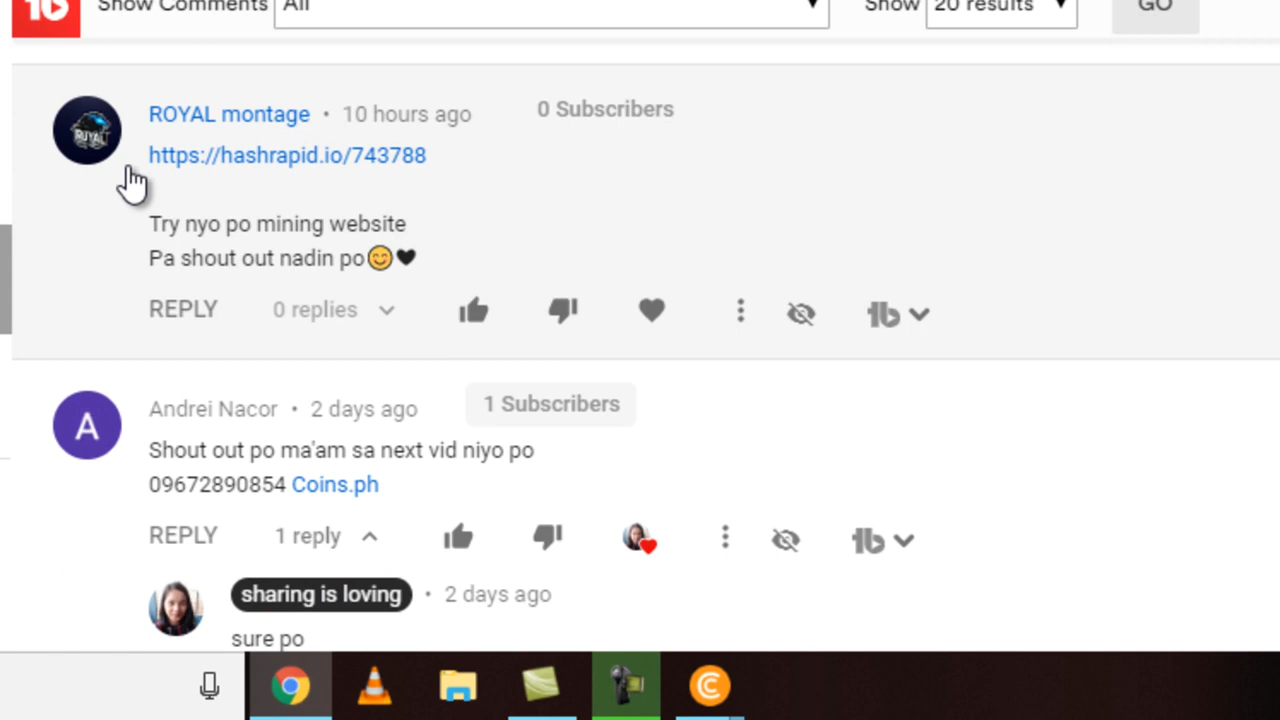 Show Comments All Show 20 results GO
ROYAL montage • 10 hours ago 0 Subscribers
https://hashrapid.io/743788
Try nyo po mining website
Pa shout out nadin po😊🖤
REPLY 0 replies
A Andrei Nacor • 2 days ago 1 Subscribers
Shout out po ma'am sa next vid niyo po
09672890854 Coins.ph
REPLY 1 reply
sharing is loving • 2 days ago
sure po